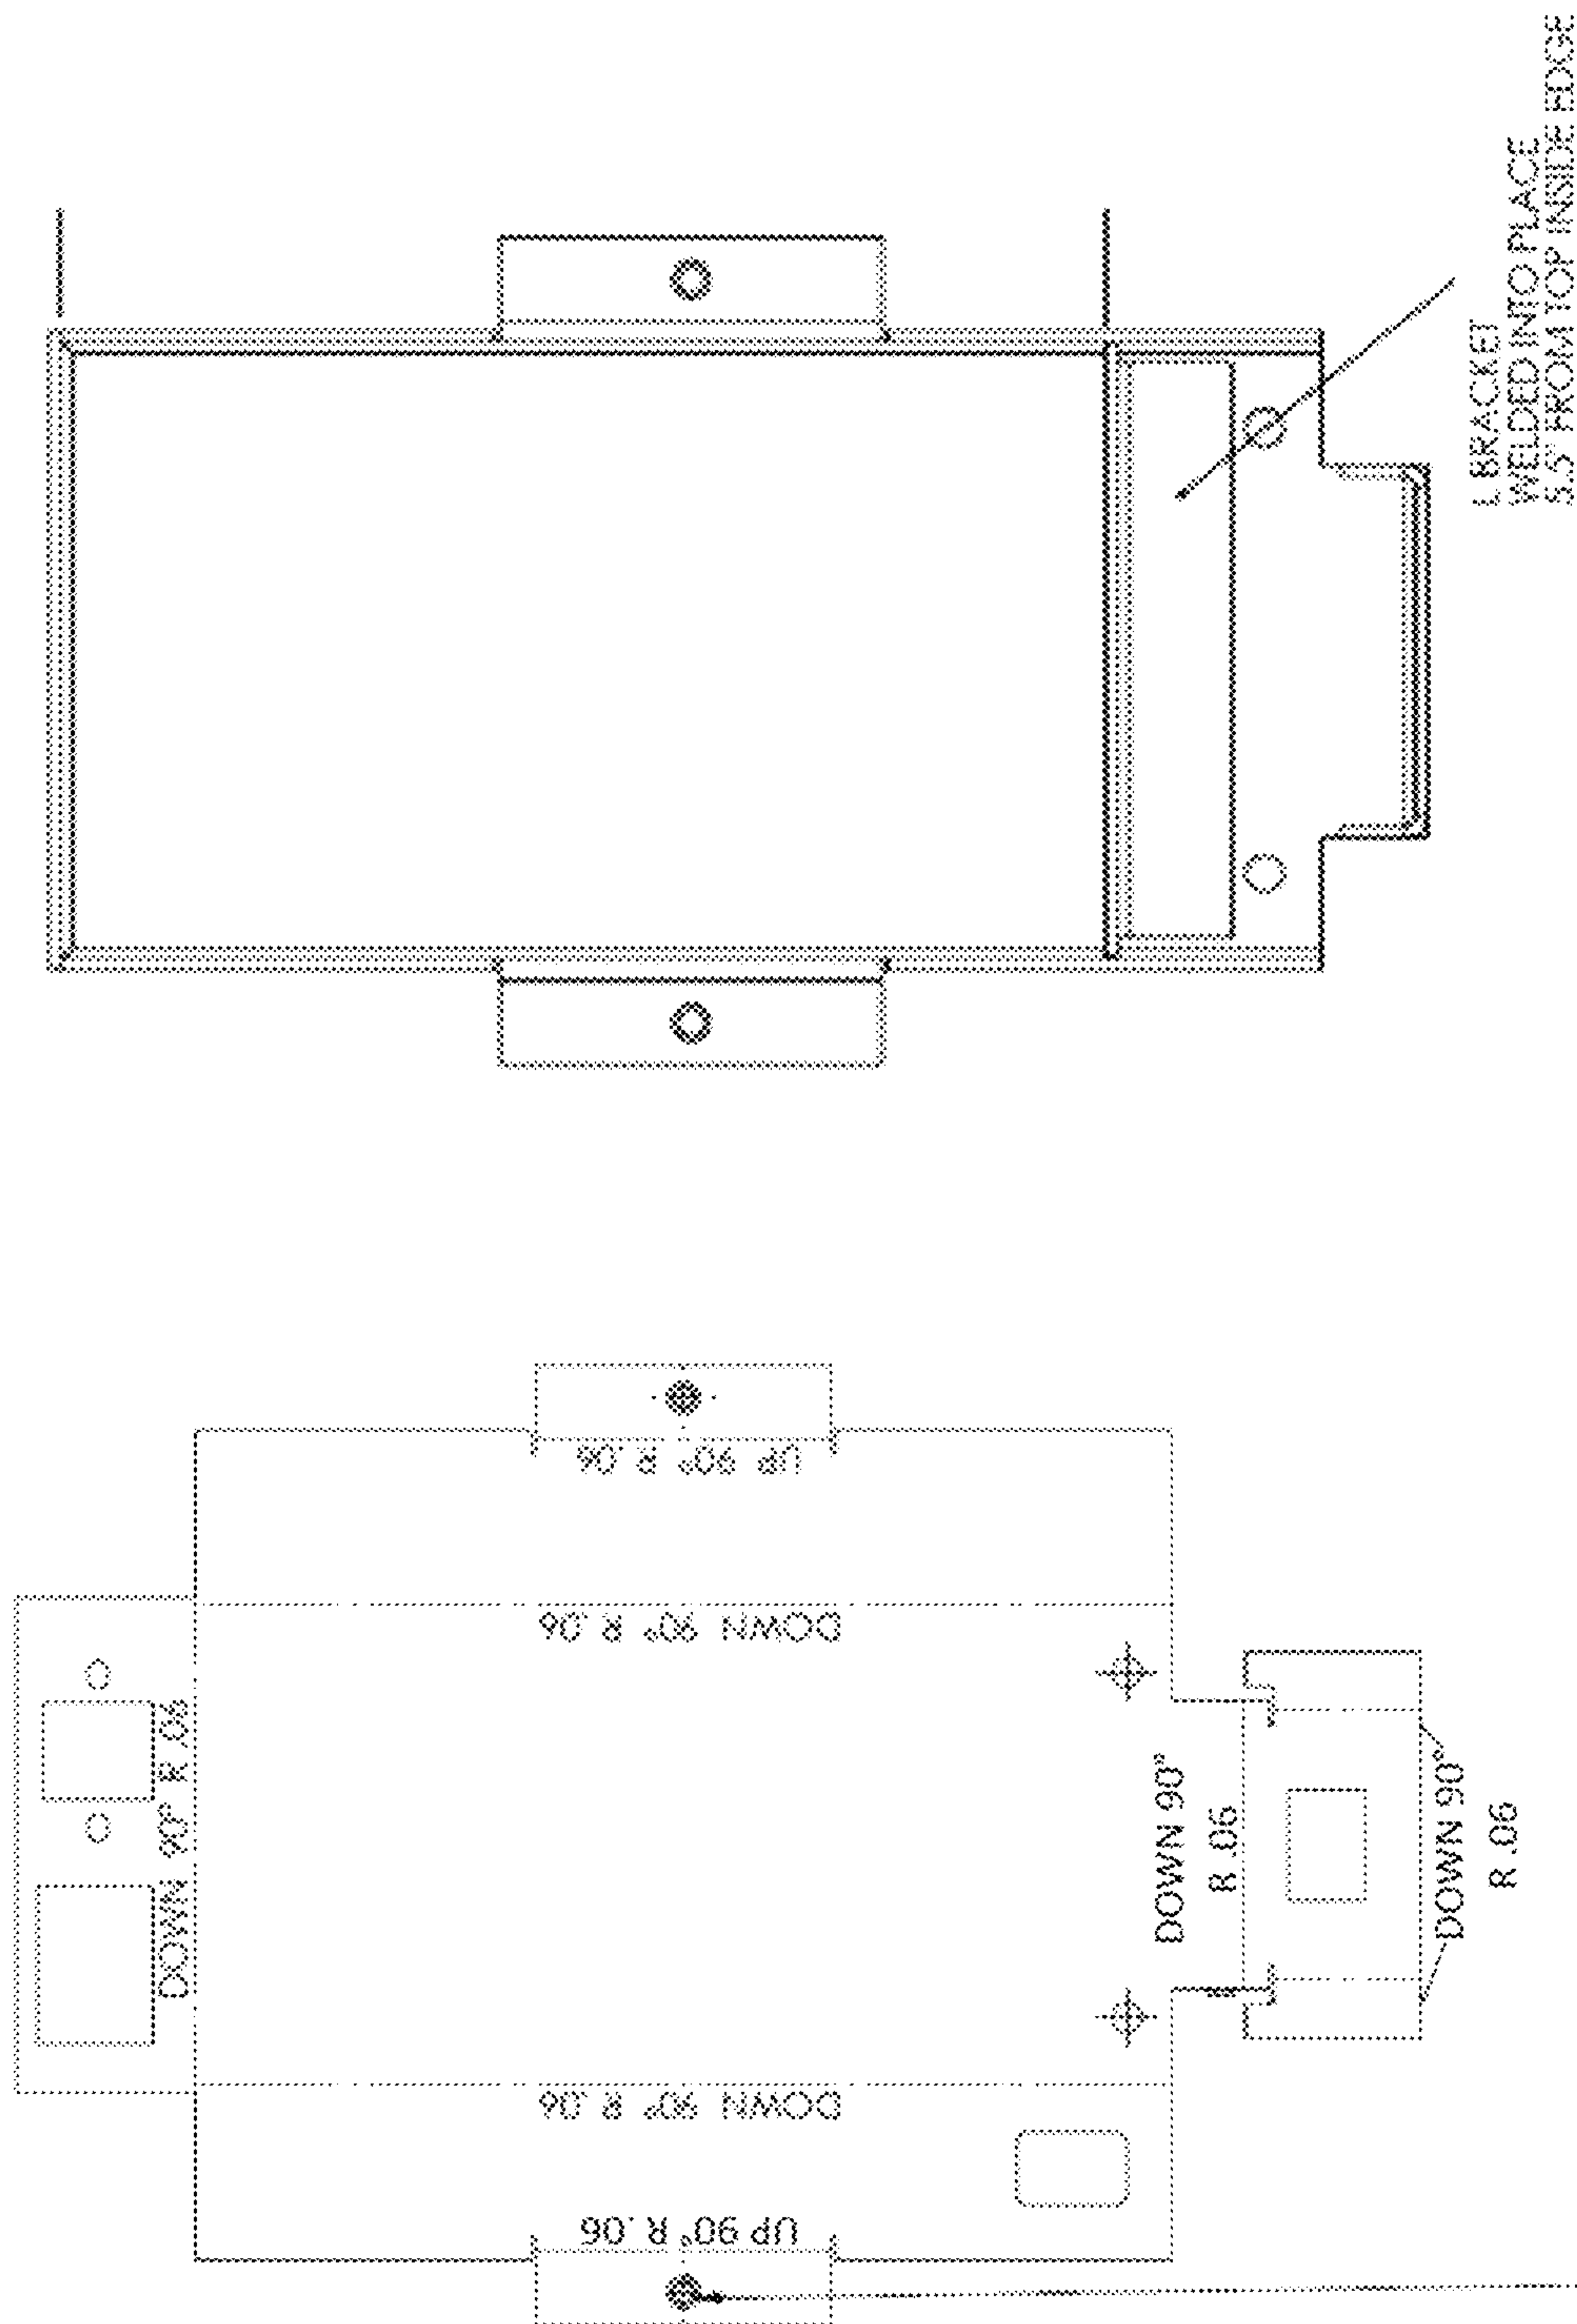 L BRACKET
WELDED INTO PLACE
5.5" FROM TOP INSIDE EDGE
UP 90° R .06
DOWN 90° R .06
DOWN 90° R .06
DOWN 90°
R .06
DOWN 90°
R .06
DOWN 90° R .06
UP 90° R .06